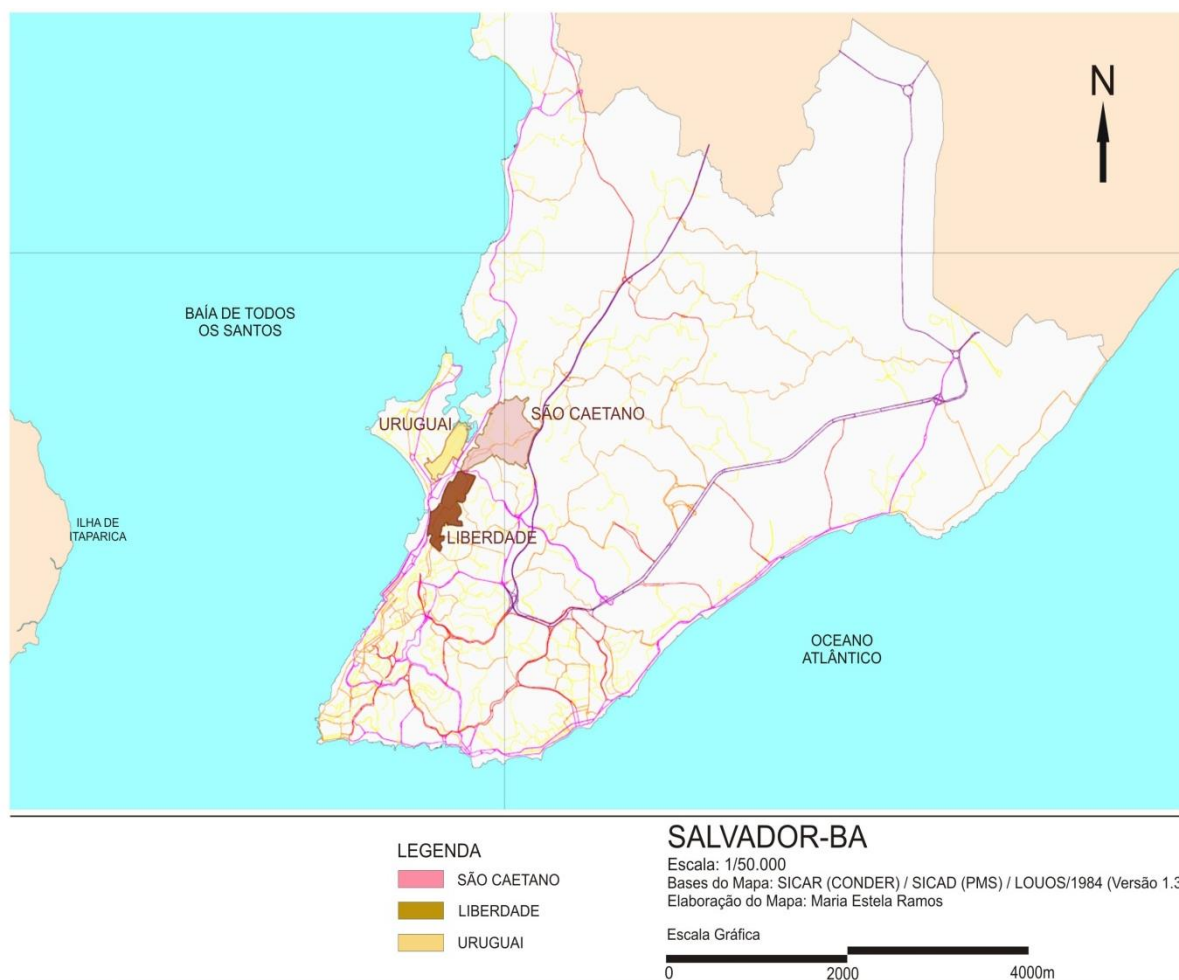 N
BAÍA DE TODOS
OS SANTOS
SÃO CAETANO
URUGUAI
ILHA DE
ITAPARICA
LIBERDADE
OCEANO
ATLÂNTICO
LEGENDA
SÃO CAETANO
LIBERDADE
URUGUAI
SALVADOR-BA
Escala: 1/50.000
Bases do Mapa: SICAR (CONDER) / SICAD (PMS) / LOUOS/1984 (Versão 1.3
Elaboração do Mapa: Maria Estela Ramos
Escala Gráfica
0 2000 4000m